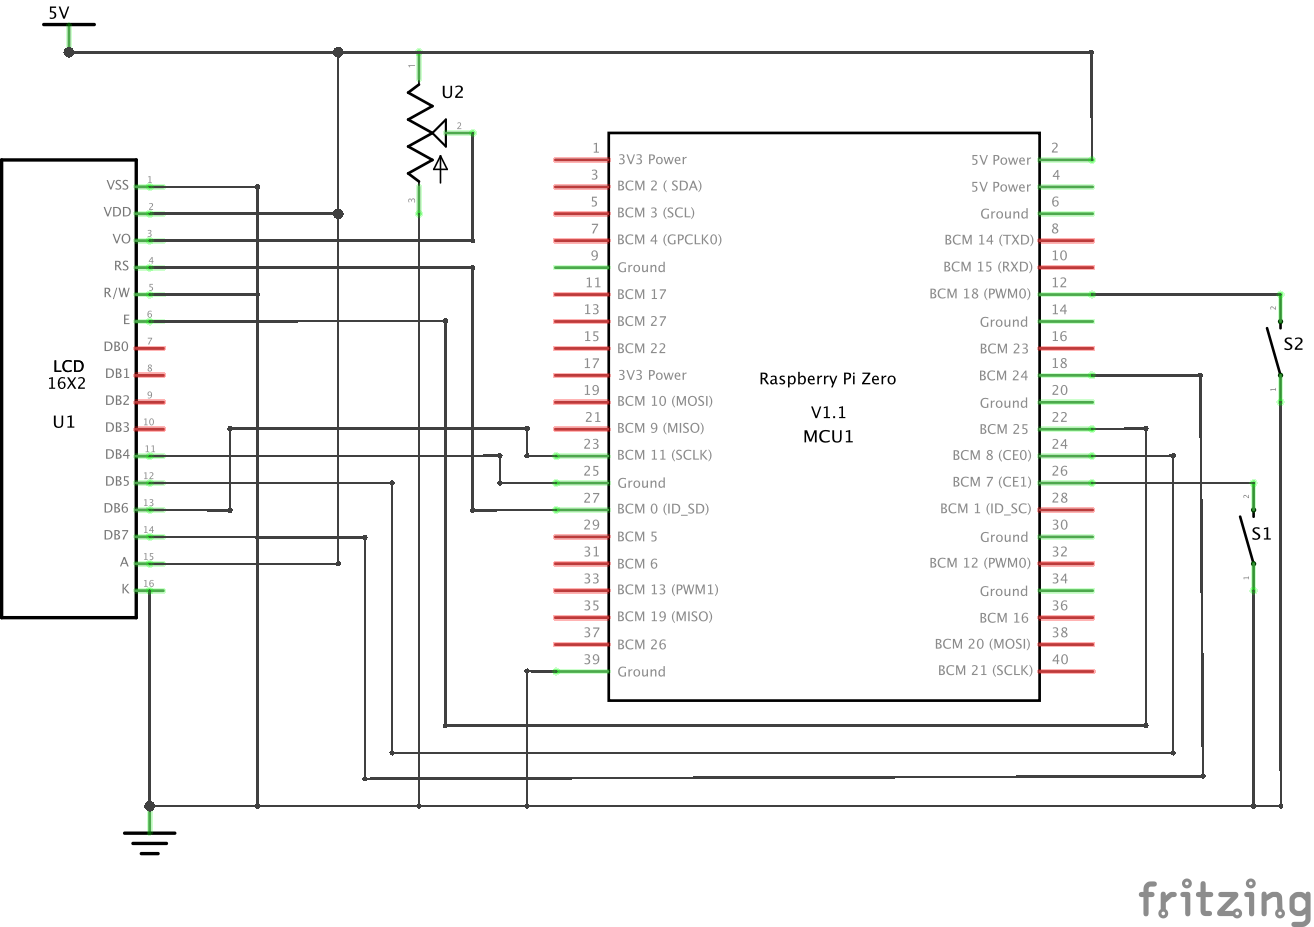 5V
U2
1
2
3
VSS 1
VDD 2
VO 3
RS 4
R/W 5
E 6
DB0 7
DB1 8
DB2 9
DB3 10
DB4 11
DB5 12
DB6 13
DB7 14
A 15
K 16
LCD
16X2
U1
1 3V3 Power
3 BCM 2 ( SDA)
5 BCM 3 (SCL)
7 BCM 4 (GPCLK0)
9 Ground
11 BCM 17
13 BCM 27
15 BCM 22
17 3V3 Power
19 BCM 10 (MOSI)
21 BCM 9 (MISO)
23 BCM 11 (SCLK)
25 Ground
27 BCM 0 (ID_SD)
29 BCM 5
31 BCM 6
33 BCM 13 (PWM1)
35 BCM 19 (MISO)
37 BCM 26
39 Ground
Raspberry Pi Zero
V1.1
MCU1
5V Power 2
5V Power 4
Ground 6
BCM 14 (TXD) 8
BCM 15 (RXD) 10
BCM 18 (PWM0) 12
Ground 14
BCM 23 16
BCM 24 18
Ground 20
BCM 25 22
BCM 8 (CE0) 24
BCM 7 (CE1) 26
BCM 1 (ID_SC) 28
Ground 30
BCM 12 (PWM0) 32
Ground 34
BCM 16 36
BCM 20 (MOSI) 38
BCM 21 (SCLK) 40
2
S2
1
2
S1
1
fritzing